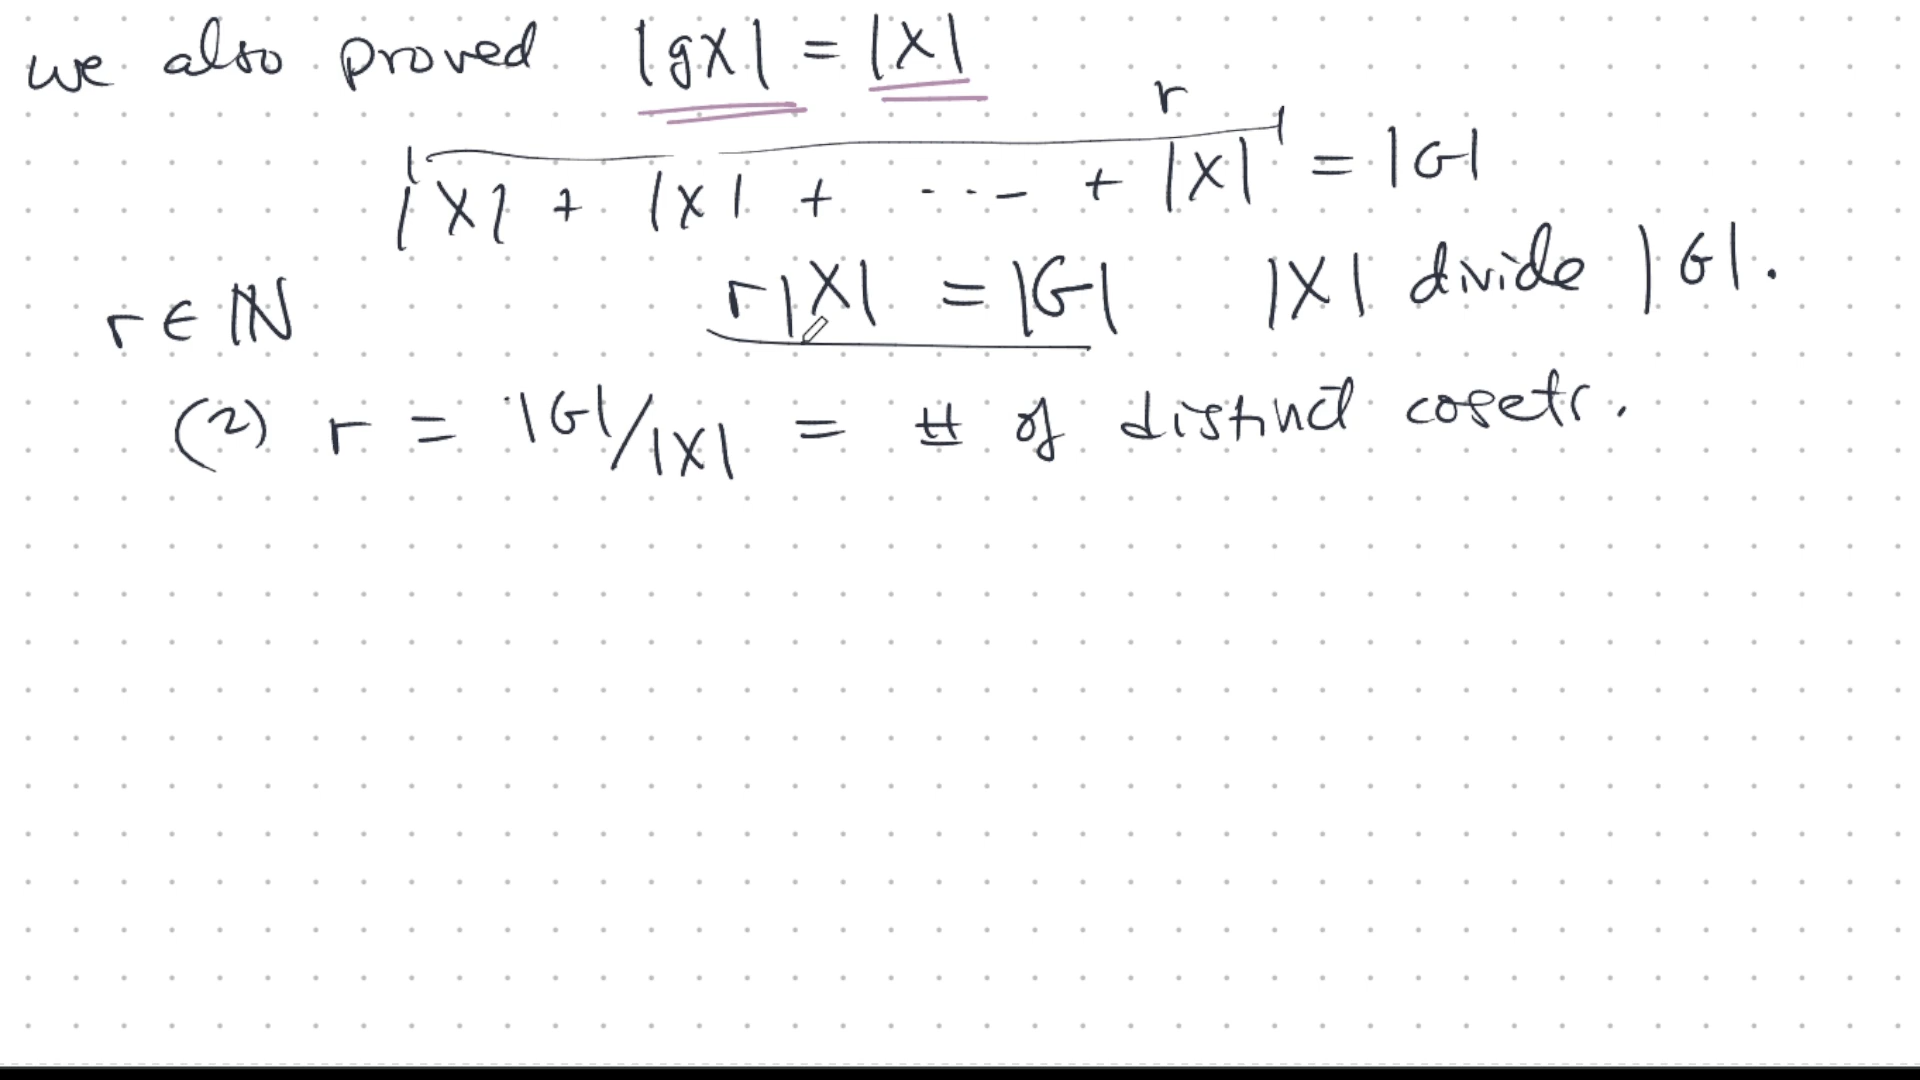 we also proved |gX| = |X|
r
|X| + |X| + ... + |X| = |G|
r ∈ ℕ r|X| = |G| |X| divide |G|.
(2) r = |G|/|X| = # of distinct cosets.